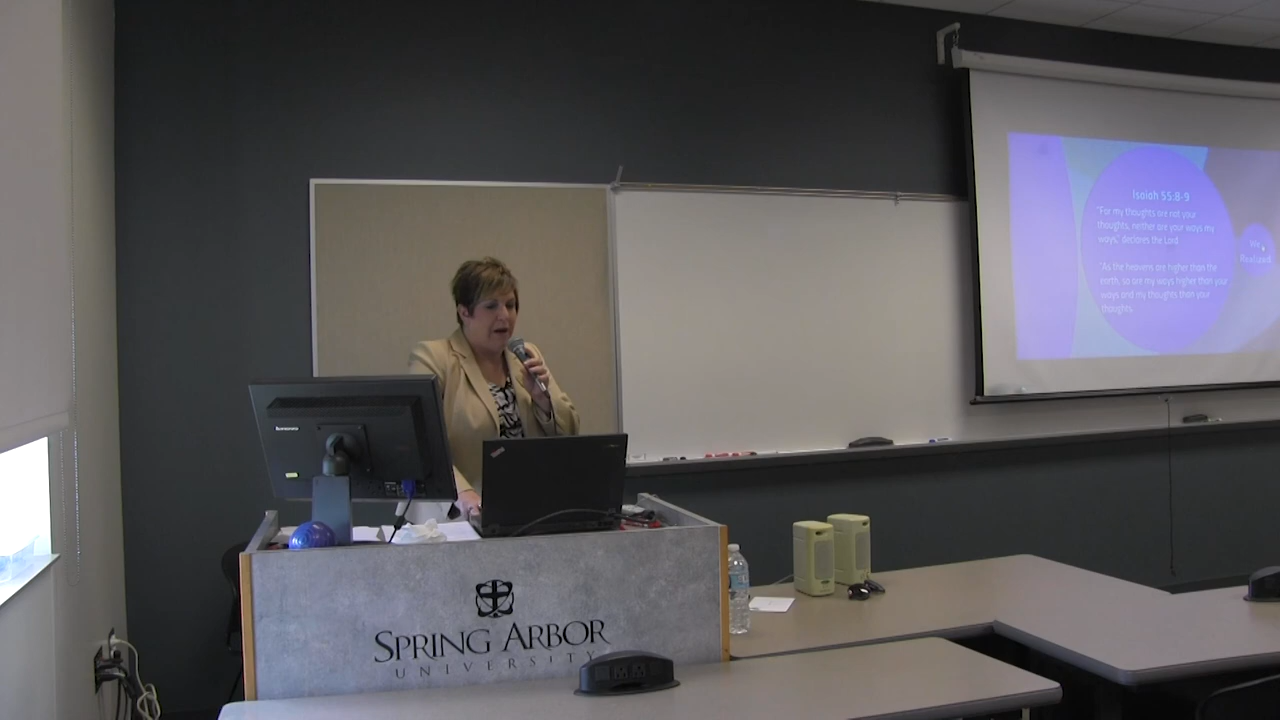 Isaiah 55:8-9
"For my thoughts are not your
thoughts, neither are your ways my
ways," declares the Lord.
"As the heavens are higher than the
earth, so are my ways higher than your
ways and my thoughts than your
thoughts.
We
Realized
lenovo
SPRING ARBOR
UNIVERSITY